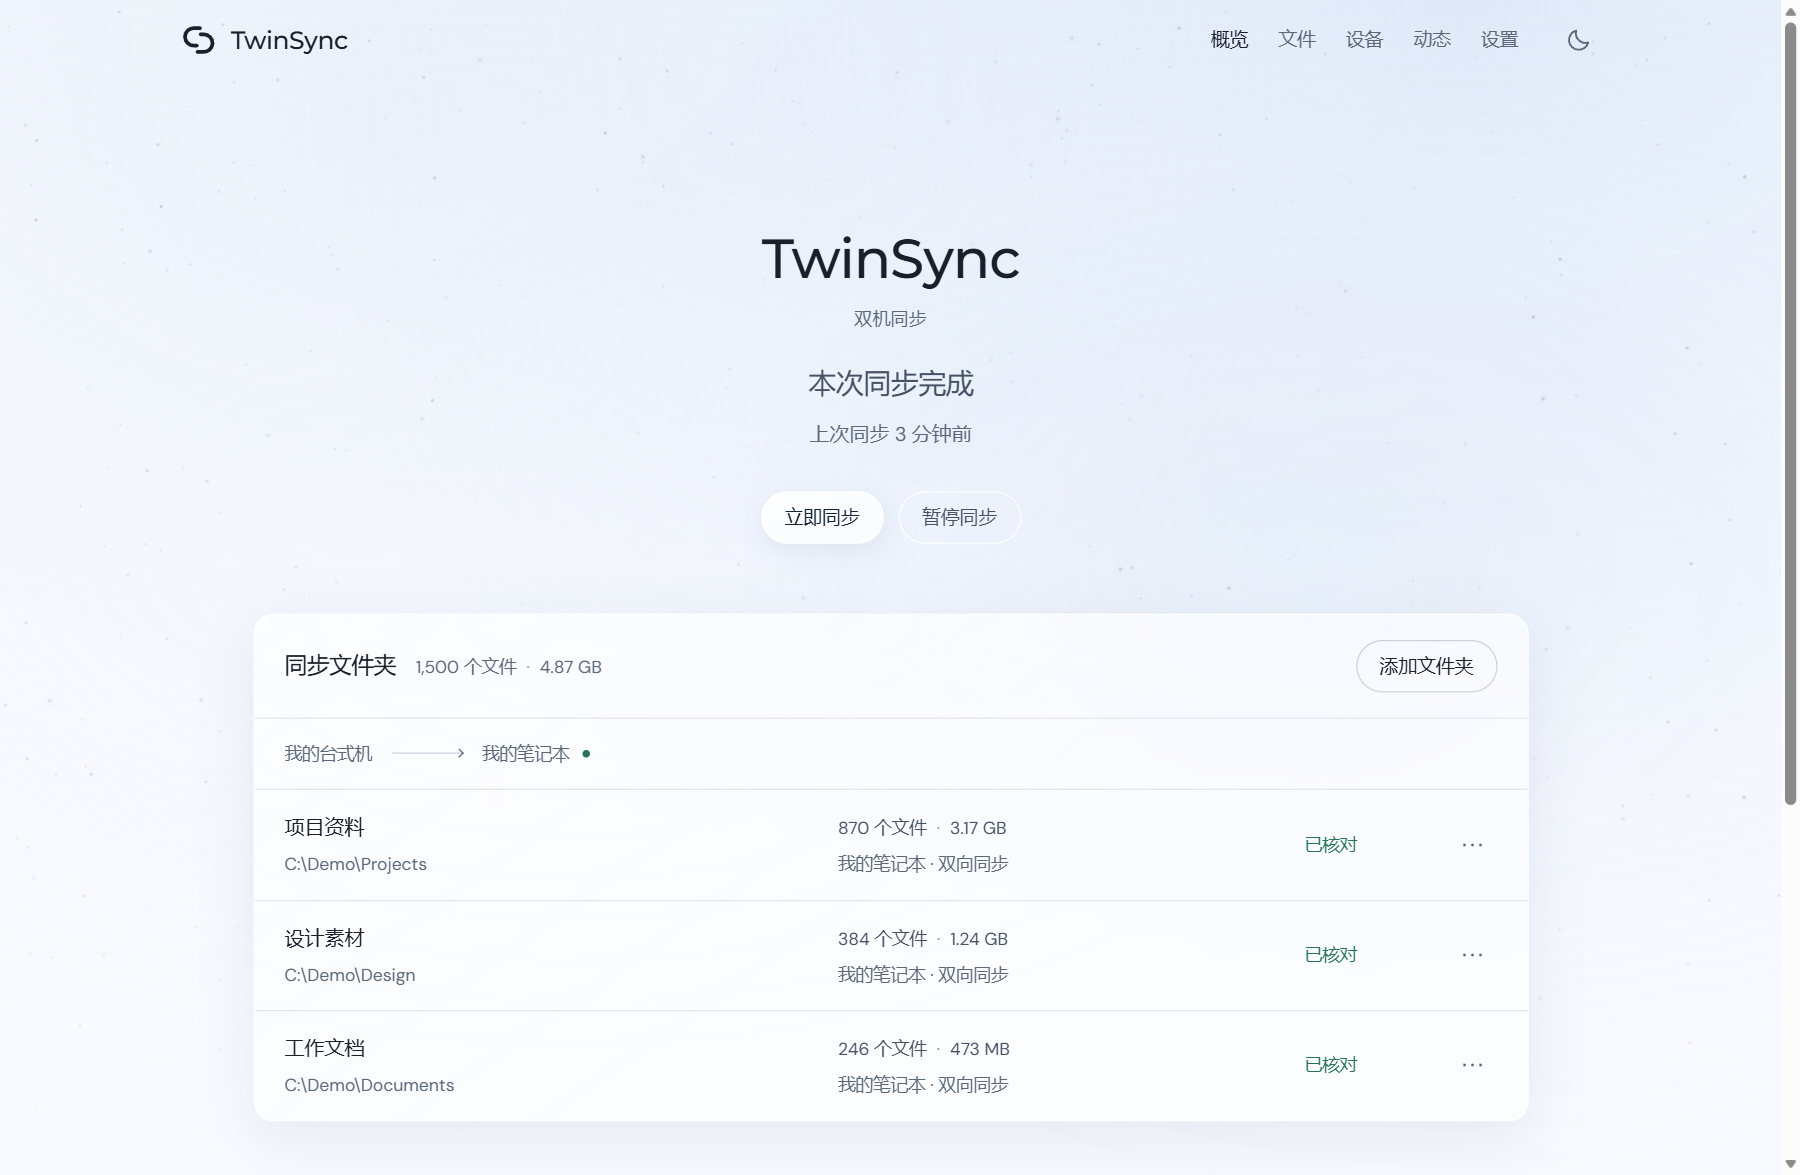 TwinSync
概览 文件 设备 动态 设置
TwinSync
双机同步
本次同步完成
上次同步 3 分钟前
立即同步 暂停同步
同步文件夹 1,500 个文件 · 4.87 GB 添加文件夹
我的台式机 我的笔记本
项目资料 870 个文件 · 3.17 GB 已核对 ···
C:\Demo\Projects 我的笔记本 · 双向同步
设计素材 384 个文件 · 1.24 GB 已核对 ···
C:\Demo\Design 我的笔记本 · 双向同步
工作文档 246 个文件 · 473 MB 已核对 ···
C:\Demo\Documents 我的笔记本 · 双向同步